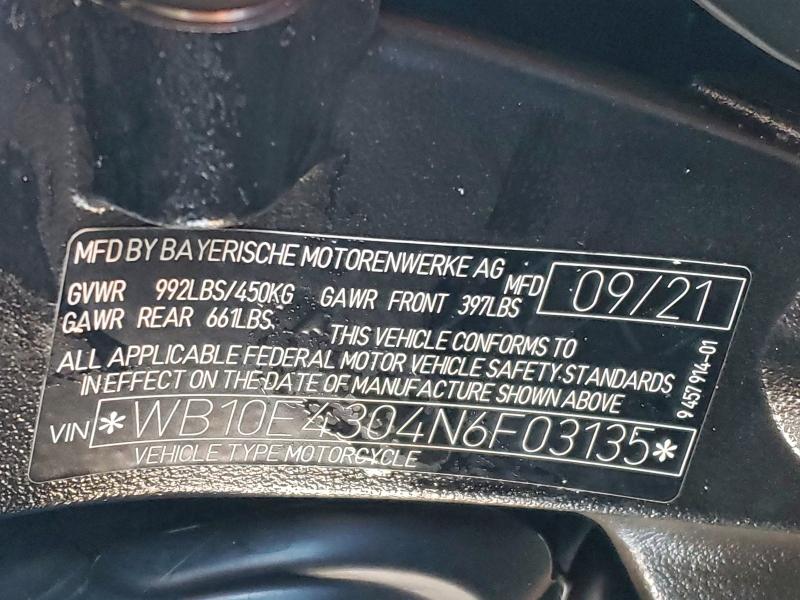 MFD BY BAYERISCHE MOTORENWERKE AG
MFD 09/21
GVWR 992LBS/450KG GAWR FRONT 397LBS
GAWR REAR 661LBS
THIS VEHICLE CONFORMS TO
ALL APPLICABLE FEDERAL MOTOR VEHICLE SAFETY STANDARDS
IN EFFECT ON THE DATE OF MANUFACTURE SHOWN ABOVE
VIN *WB10E4304N6F03135*
VEHICLE TYPE MOTORCYCLE
9 457 914-01